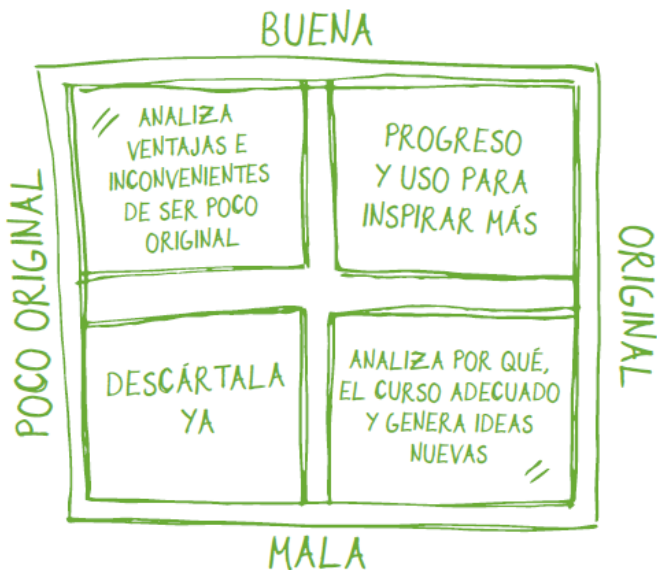 BUENA
POCO ORIGINAL
ANALIZA
VENTAJAS E
INCONVENIENTES
DE SER POCO
ORIGINAL
PROGRESO
Y USO PARA
INSPIRAR MÁS
ORIGINAL
DESCÁRTALA
YA
ANALIZA POR QUÉ,
EL CURSO ADECUADO
Y GENERA IDEAS
NUEVAS
MALA